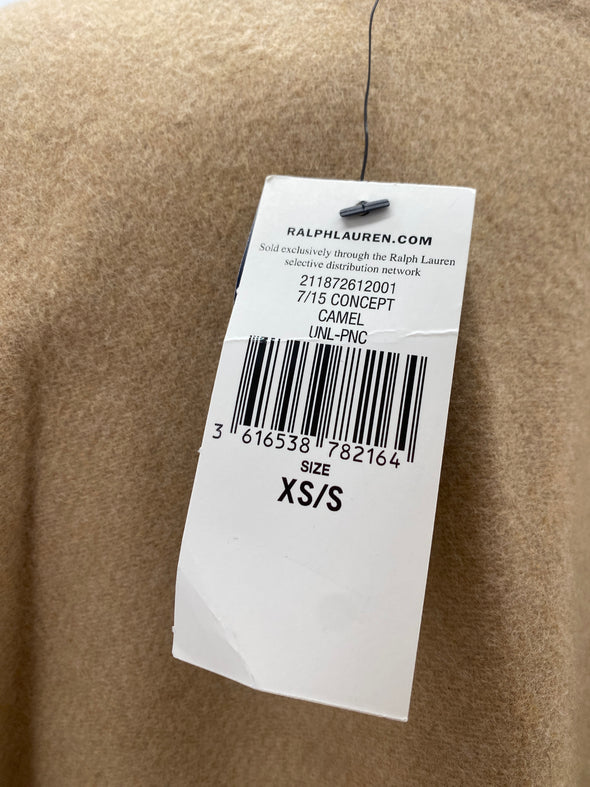 RALPHLAUREN.COM
Sold exclusively through the Ralph Lauren
selective distribution network
211872612001
7/15 CONCEPT
CAMEL
UNL-PNC
3 616538 782164
SIZE
XS/S